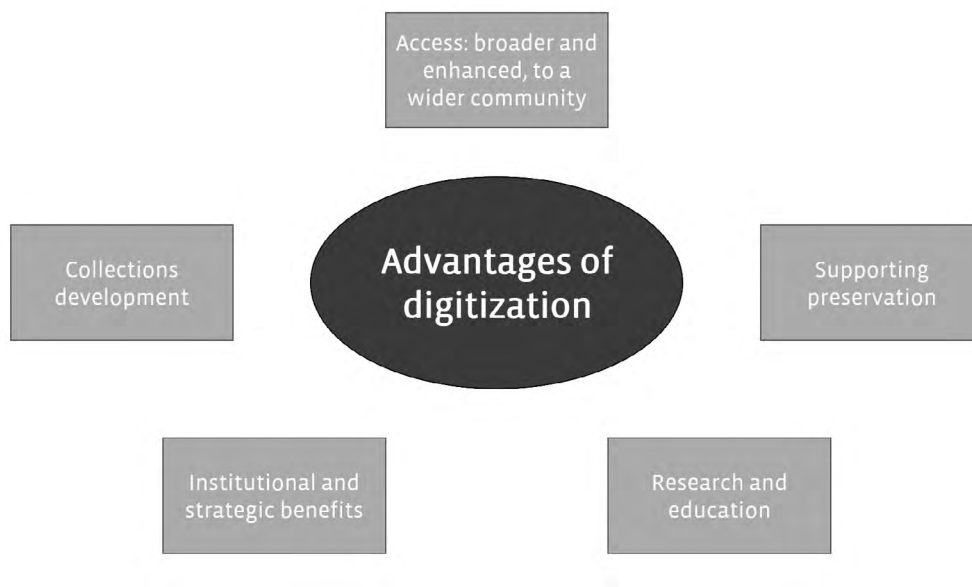 Access: broader and
enhanced, to a
wider community
Advantages of
digitization
Collections
development
Supporting
preservation
Institutional and
strategic benefits
Research and
education